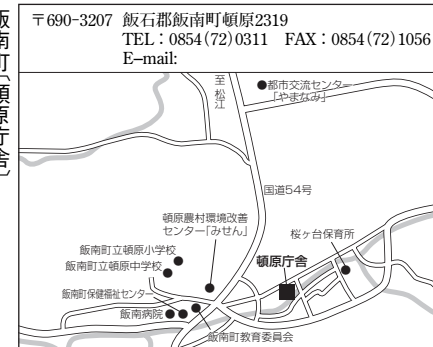 飯南町〔頓原庁舎〕
〒690-3207 飯石郡飯南町頓原2319
TEL：0854(72)0311 FAX：0854(72)1056
E-mail:
至松江
●都市交流センター
「やまなみ」
国道54号
頓原農村環境改善
センター「みせん」
桜ヶ台保育所
飯南町立頓原小学校
頓原庁舎
飯南町立頓原中学校
飯南町保健福祉センター
飯南病院
飯南町教育委員会